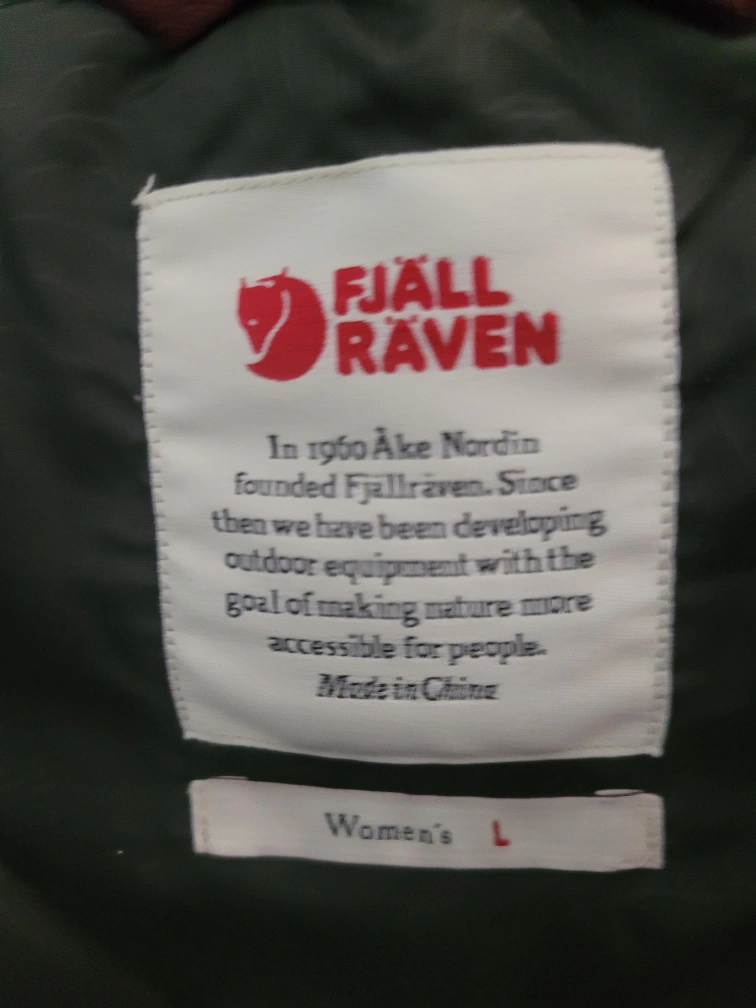 FJÄLL
RÄVEN
In 1960 Åke Nordin
founded Fjällräven. Since
then we have been developing
outdoor equipment with the
goal of making nature more
accessible for people.
Made in China
Women's L